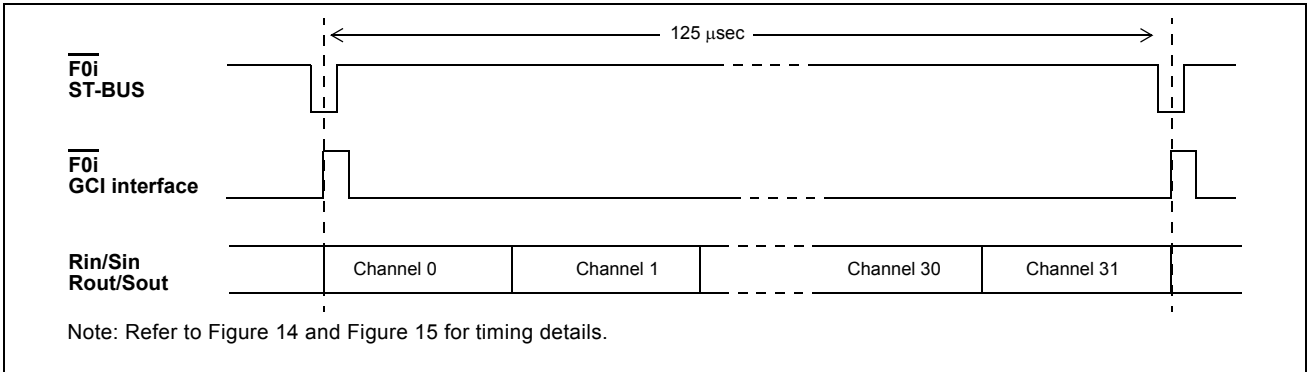 125 μsec
F0i
ST-BUS
F0i
GCI interface
Rin/Sin
Rout/Sout
Channel 0
Channel 1
Channel 30
Channel 31
Note: Refer to Figure 14 and Figure 15 for timing details.